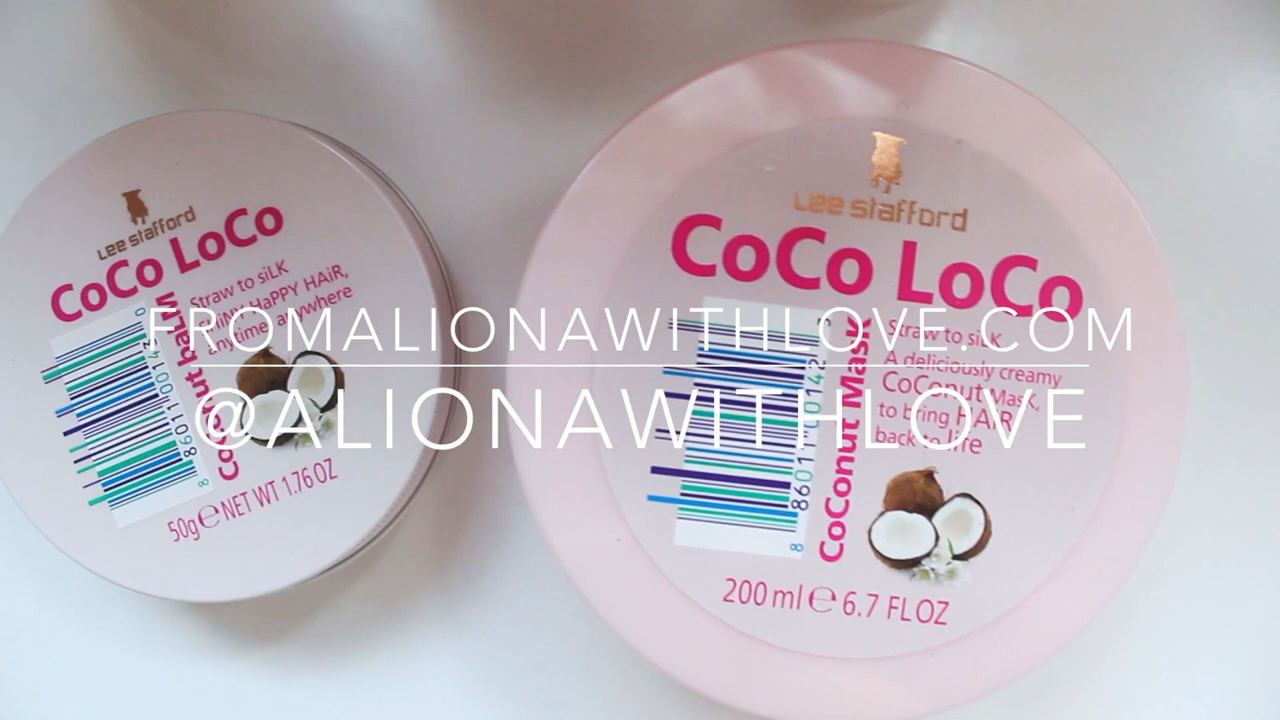 Lee Stafford
CoCo LoCo
Straw to siLK
HaPPY HAiR,
anytime, anywhere
CoConut baLM
50g ℮ NET WT 1.76 OZ
Lee Stafford
CoCo LoCo
Straw to siLK
A deliciously creamy
CoConut Mask,
to bring HAiR
back to life
CoConut Mask
200 ml ℮ 6.7 FL OZ
FROMALIONAWITHLOVE.COM
@ALIONAWITHLOVE